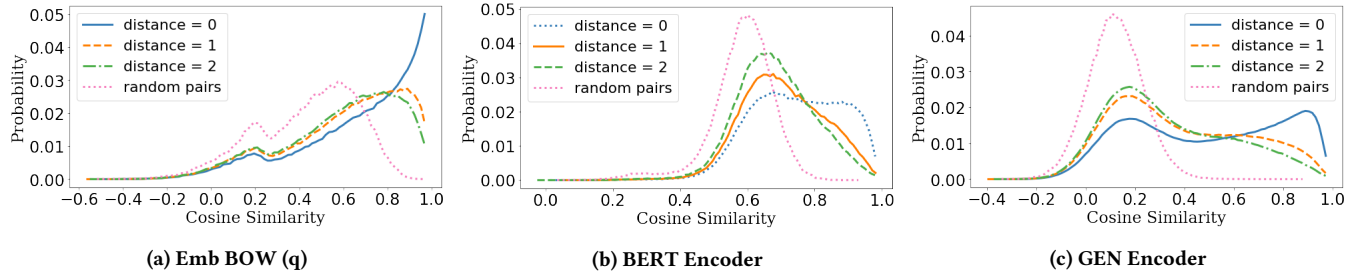 distance = 0
distance = 1
distance = 2
random pairs
0.05
0.04
0.03
0.02
0.01
0.00
Probability
−0.6 −0.4 −0.2 0.0 0.2 0.4 0.6 0.8 1.0
Cosine Similarity
(a) Emb BOW (q)
distance = 0
distance = 1
distance = 2
random pairs
0.05
0.04
0.03
0.02
0.01
0.00
Probability
0.0 0.2 0.4 0.6 0.8 1.0
Cosine Similarity
(b) BERT Encoder
distance = 0
distance = 1
distance = 2
random pairs
0.04
0.03
0.02
0.01
0.00
Probability
−0.4 −0.2 0.0 0.2 0.4 0.6 0.8 1.0
Cosine Similarity
(c) GEN Encoder